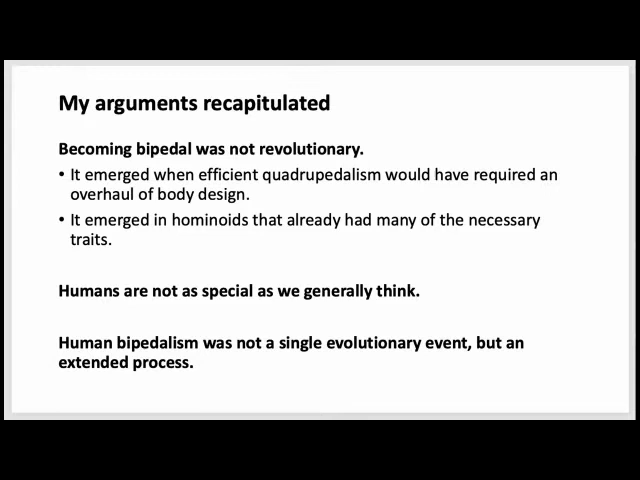 My arguments recapitulated
Becoming bipedal was not revolutionary.
• It emerged when efficient quadrupedalism would have required an
overhaul of body design.
• It emerged in hominoids that already had many of the necessary
traits.
Humans are not as special as we generally think.
Human bipedalism was not a single evolutionary event, but an
extended process.